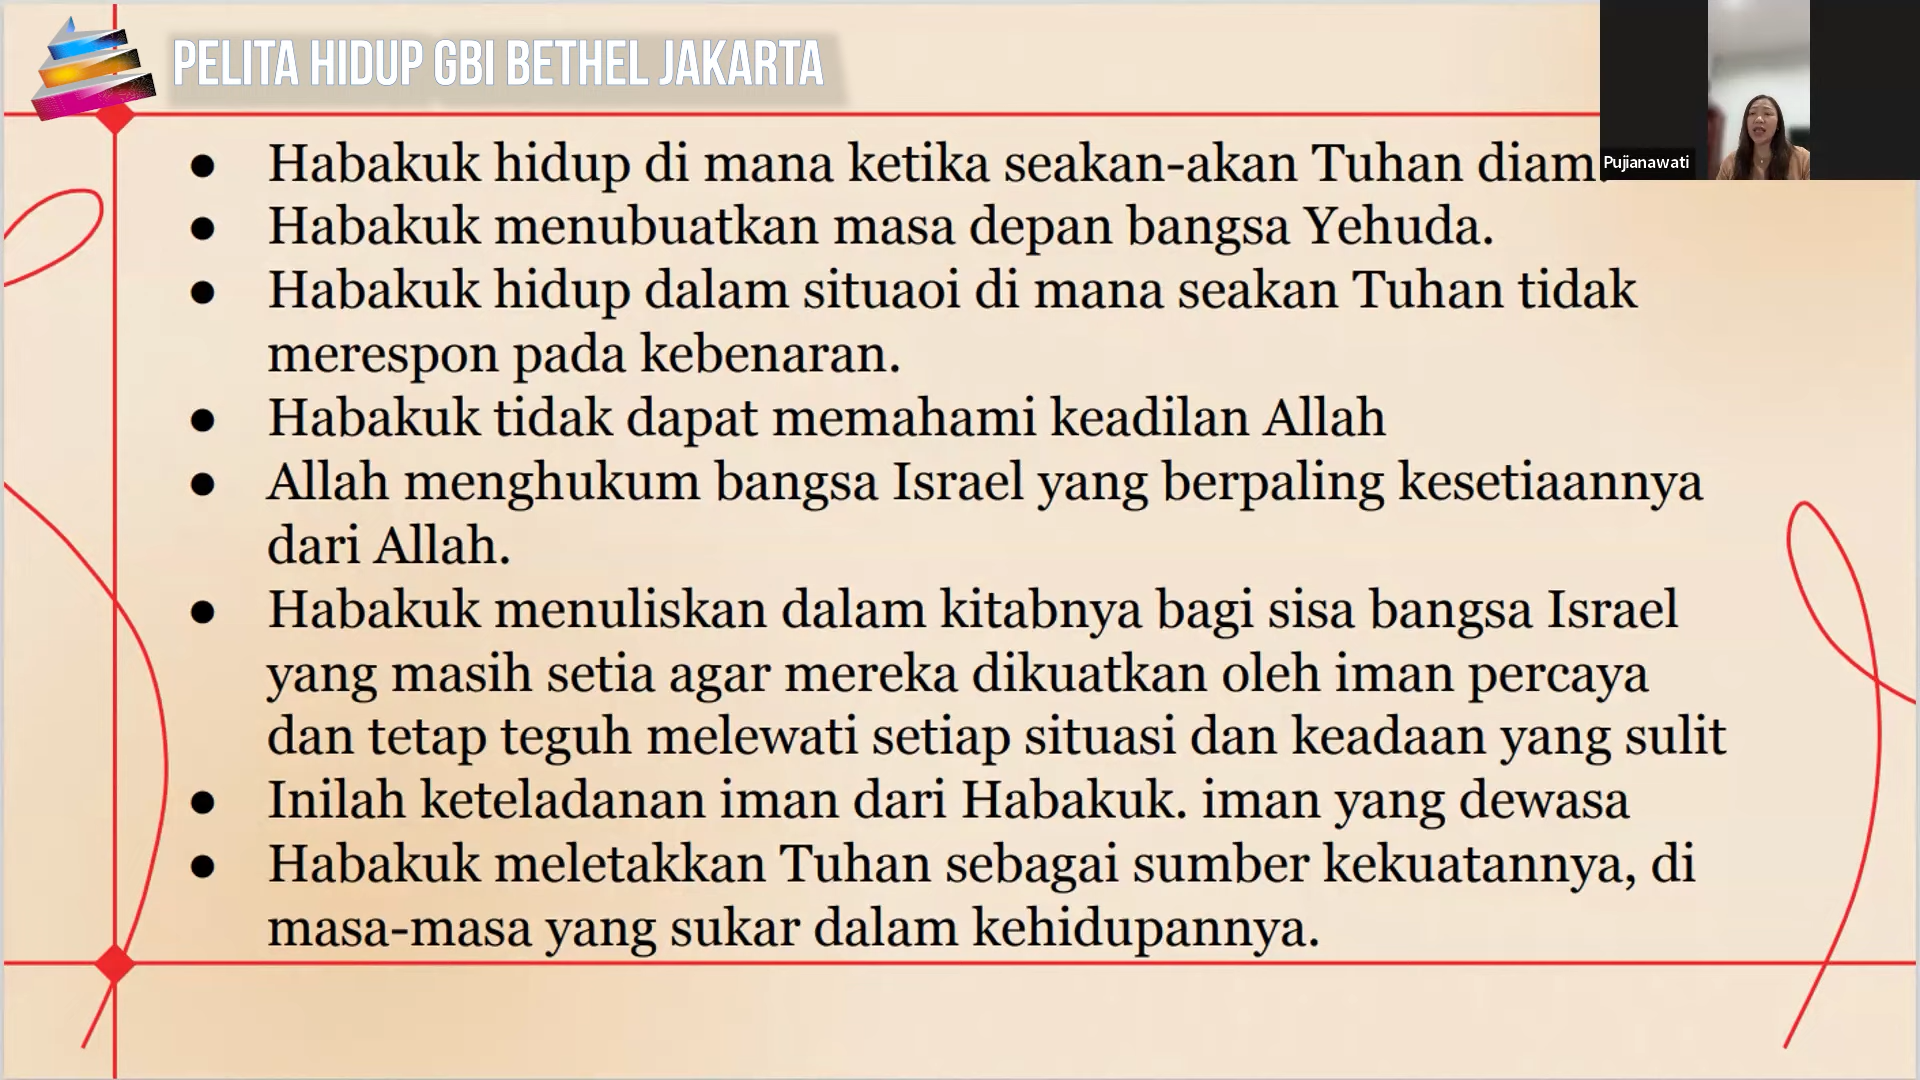 PELITA HIDUP GBI BETHEL JAKARTA
Pujianawati
● Habakuk hidup di mana ketika seakan-akan Tuhan diam.
● Habakuk menubuatkan masa depan bangsa Yehuda.
● Habakuk hidup dalam situaoi di mana seakan Tuhan tidak
merespon pada kebenaran.
● Habakuk tidak dapat memahami keadilan Allah
● Allah menghukum bangsa Israel yang berpaling kesetiaannya
dari Allah.
● Habakuk menuliskan dalam kitabnya bagi sisa bangsa Israel
yang masih setia agar mereka dikuatkan oleh iman percaya
dan tetap teguh melewati setiap situasi dan keadaan yang sulit
● Inilah keteladanan iman dari Habakuk. iman yang dewasa
● Habakuk meletakkan Tuhan sebagai sumber kekuatannya, di
masa-masa yang sukar dalam kehidupannya.